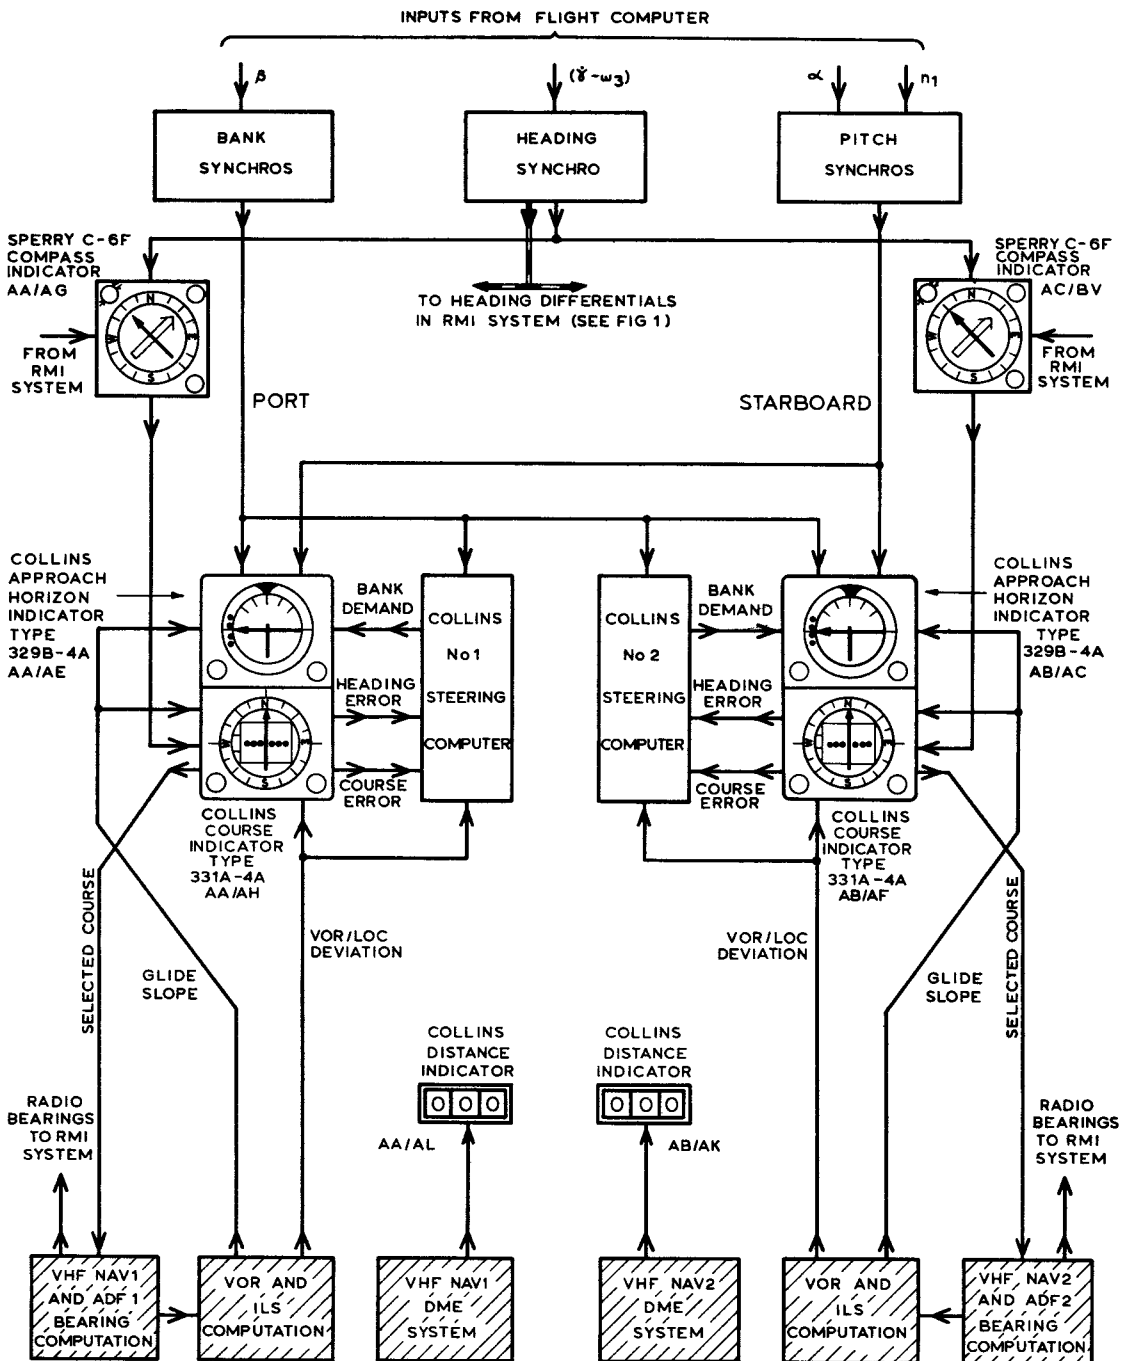 INPUTS FROM FLIGHT COMPUTER
β
(γ̇-ω3)
α
n1
BANK
SYNCHROS
HEADING
SYNCHRO
PITCH
SYNCHROS
SPERRY C-6F
COMPASS
INDICATOR
AA/AG
SPERRY C-6F
COMPASS
INDICATOR
AC/BV
TO HEADING DIFFERENTIALS
IN RMI SYSTEM (SEE FIG 1)
N
E
S
W
N
E
S
W
FROM
RMI
SYSTEM
FROM
RMI
SYSTEM
PORT
STARBOARD
COLLINS
APPROACH
HORIZON
INDICATOR
TYPE
329B-4A
AA/AE
BANK
DEMAND
HEADING
ERROR
COURSE
ERROR
COLLINS
No 1
STEERING
COMPUTER
COLLINS
No 2
STEERING
COMPUTER
BANK
DEMAND
HEADING
ERROR
COURSE
ERROR
COLLINS
APPROACH
HORIZON
INDICATOR
TYPE
329B-4A
AB/AC
N
E
S
W
N
E
S
W
COLLINS
COURSE
INDICATOR
TYPE
331A-4A
AA/AH
COLLINS
COURSE
INDICATOR
TYPE
331A-4A
AB/AF
SELECTED COURSE
GLIDE
SLOPE
VOR/LOC
DEVIATION
VOR/LOC
DEVIATION
GLIDE
SLOPE
SELECTED COURSE
COLLINS
DISTANCE
INDICATOR
0 0 0
AA/AL
COLLINS
DISTANCE
INDICATOR
0 0 0
AB/AK
RADIO
BEARINGS
TO RMI
SYSTEM
RADIO
BEARINGS
TO RMI
SYSTEM
VHF NAV1
AND ADF1
BEARING
COMPUTATION
VOR AND
ILS
COMPUTATION
VHF NAV1
DME
SYSTEM
VHF NAV2
DME
SYSTEM
VOR AND
ILS
COMPUTATION
VHF NAV2
AND ADF2
BEARING
COMPUTATION